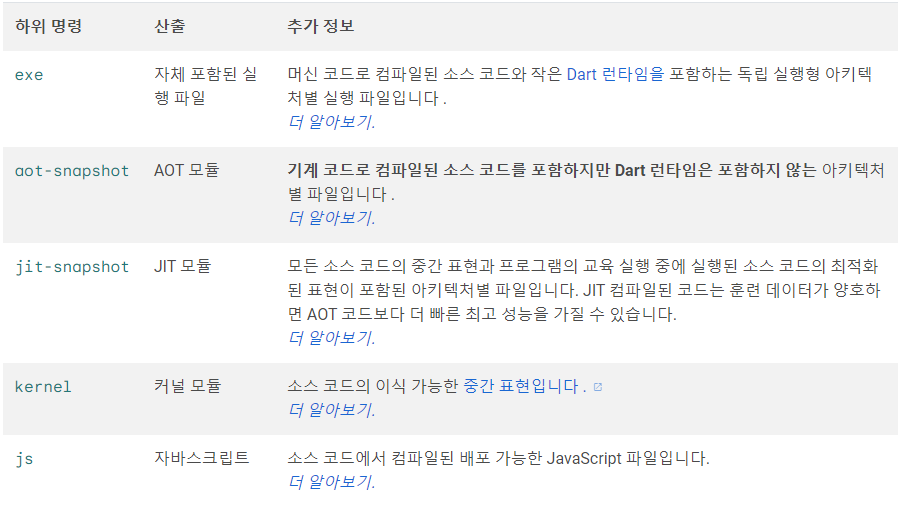 하위 명령 산출 추가 정보
exe 자체 포함된 실 머신 코드로 컴파일된 소스 코드와 작은 Dart 런타임을 포함하는 독립 실행형 아키텍
행 파일 처별 실행 파일입니다 .
더 알아보기.
aot-snapshot AOT 모듈 기계 코드로 컴파일된 소스 코드를 포함하지만 Dart 런타임은 포함하지 않는 아키텍처
별 파일입니다 .
더 알아보기.
jit-snapshot JIT 모듈 모든 소스 코드의 중간 표현과 프로그램의 교육 실행 중에 실행된 소스 코드의 최적화
된 표현이 포함된 아키텍처별 파일입니다. JIT 컴파일된 코드는 훈련 데이터가 양호하
면 AOT 코드보다 더 빠른 최고 성능을 가질 수 있습니다.
더 알아보기.
kernel 커널 모듈 소스 코드의 이식 가능한 중간 표현입니다 .
더 알아보기.
js 자바스크립트 소스 코드에서 컴파일된 배포 가능한 JavaScript 파일입니다.
더 알아보기.